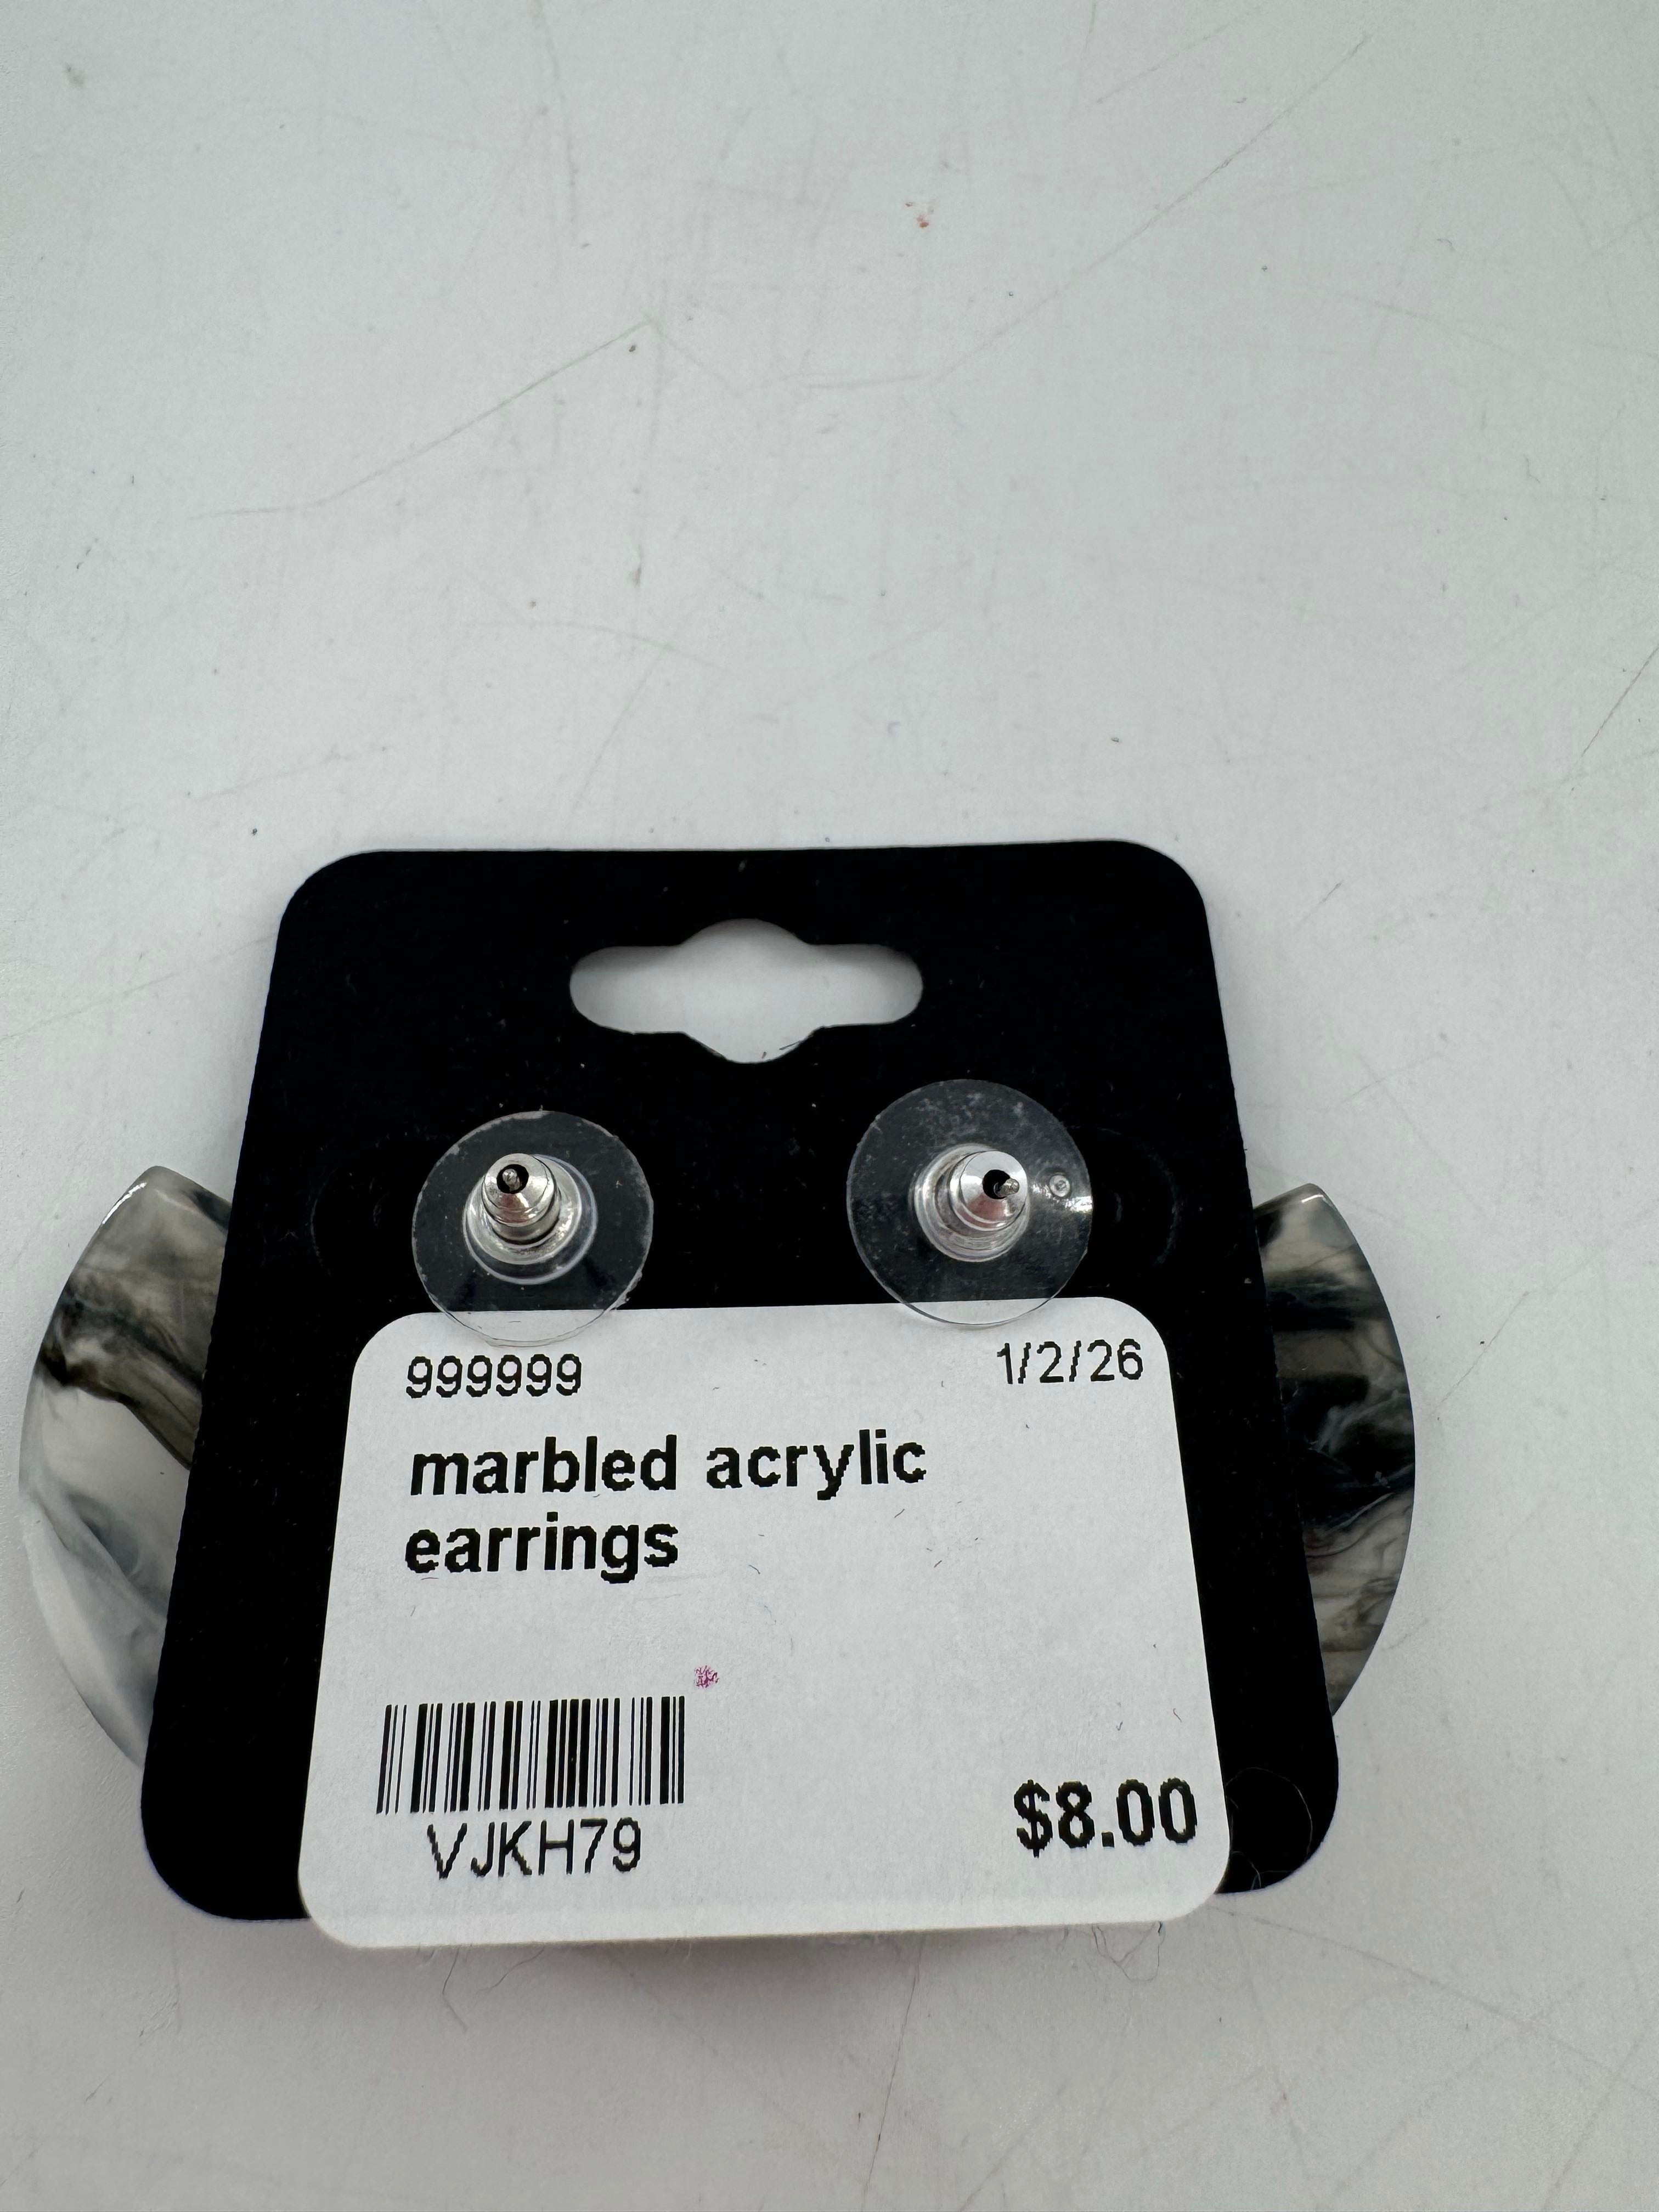 999999 1/2/26
marbled acrylic
earrings
VJKH79
$8.00